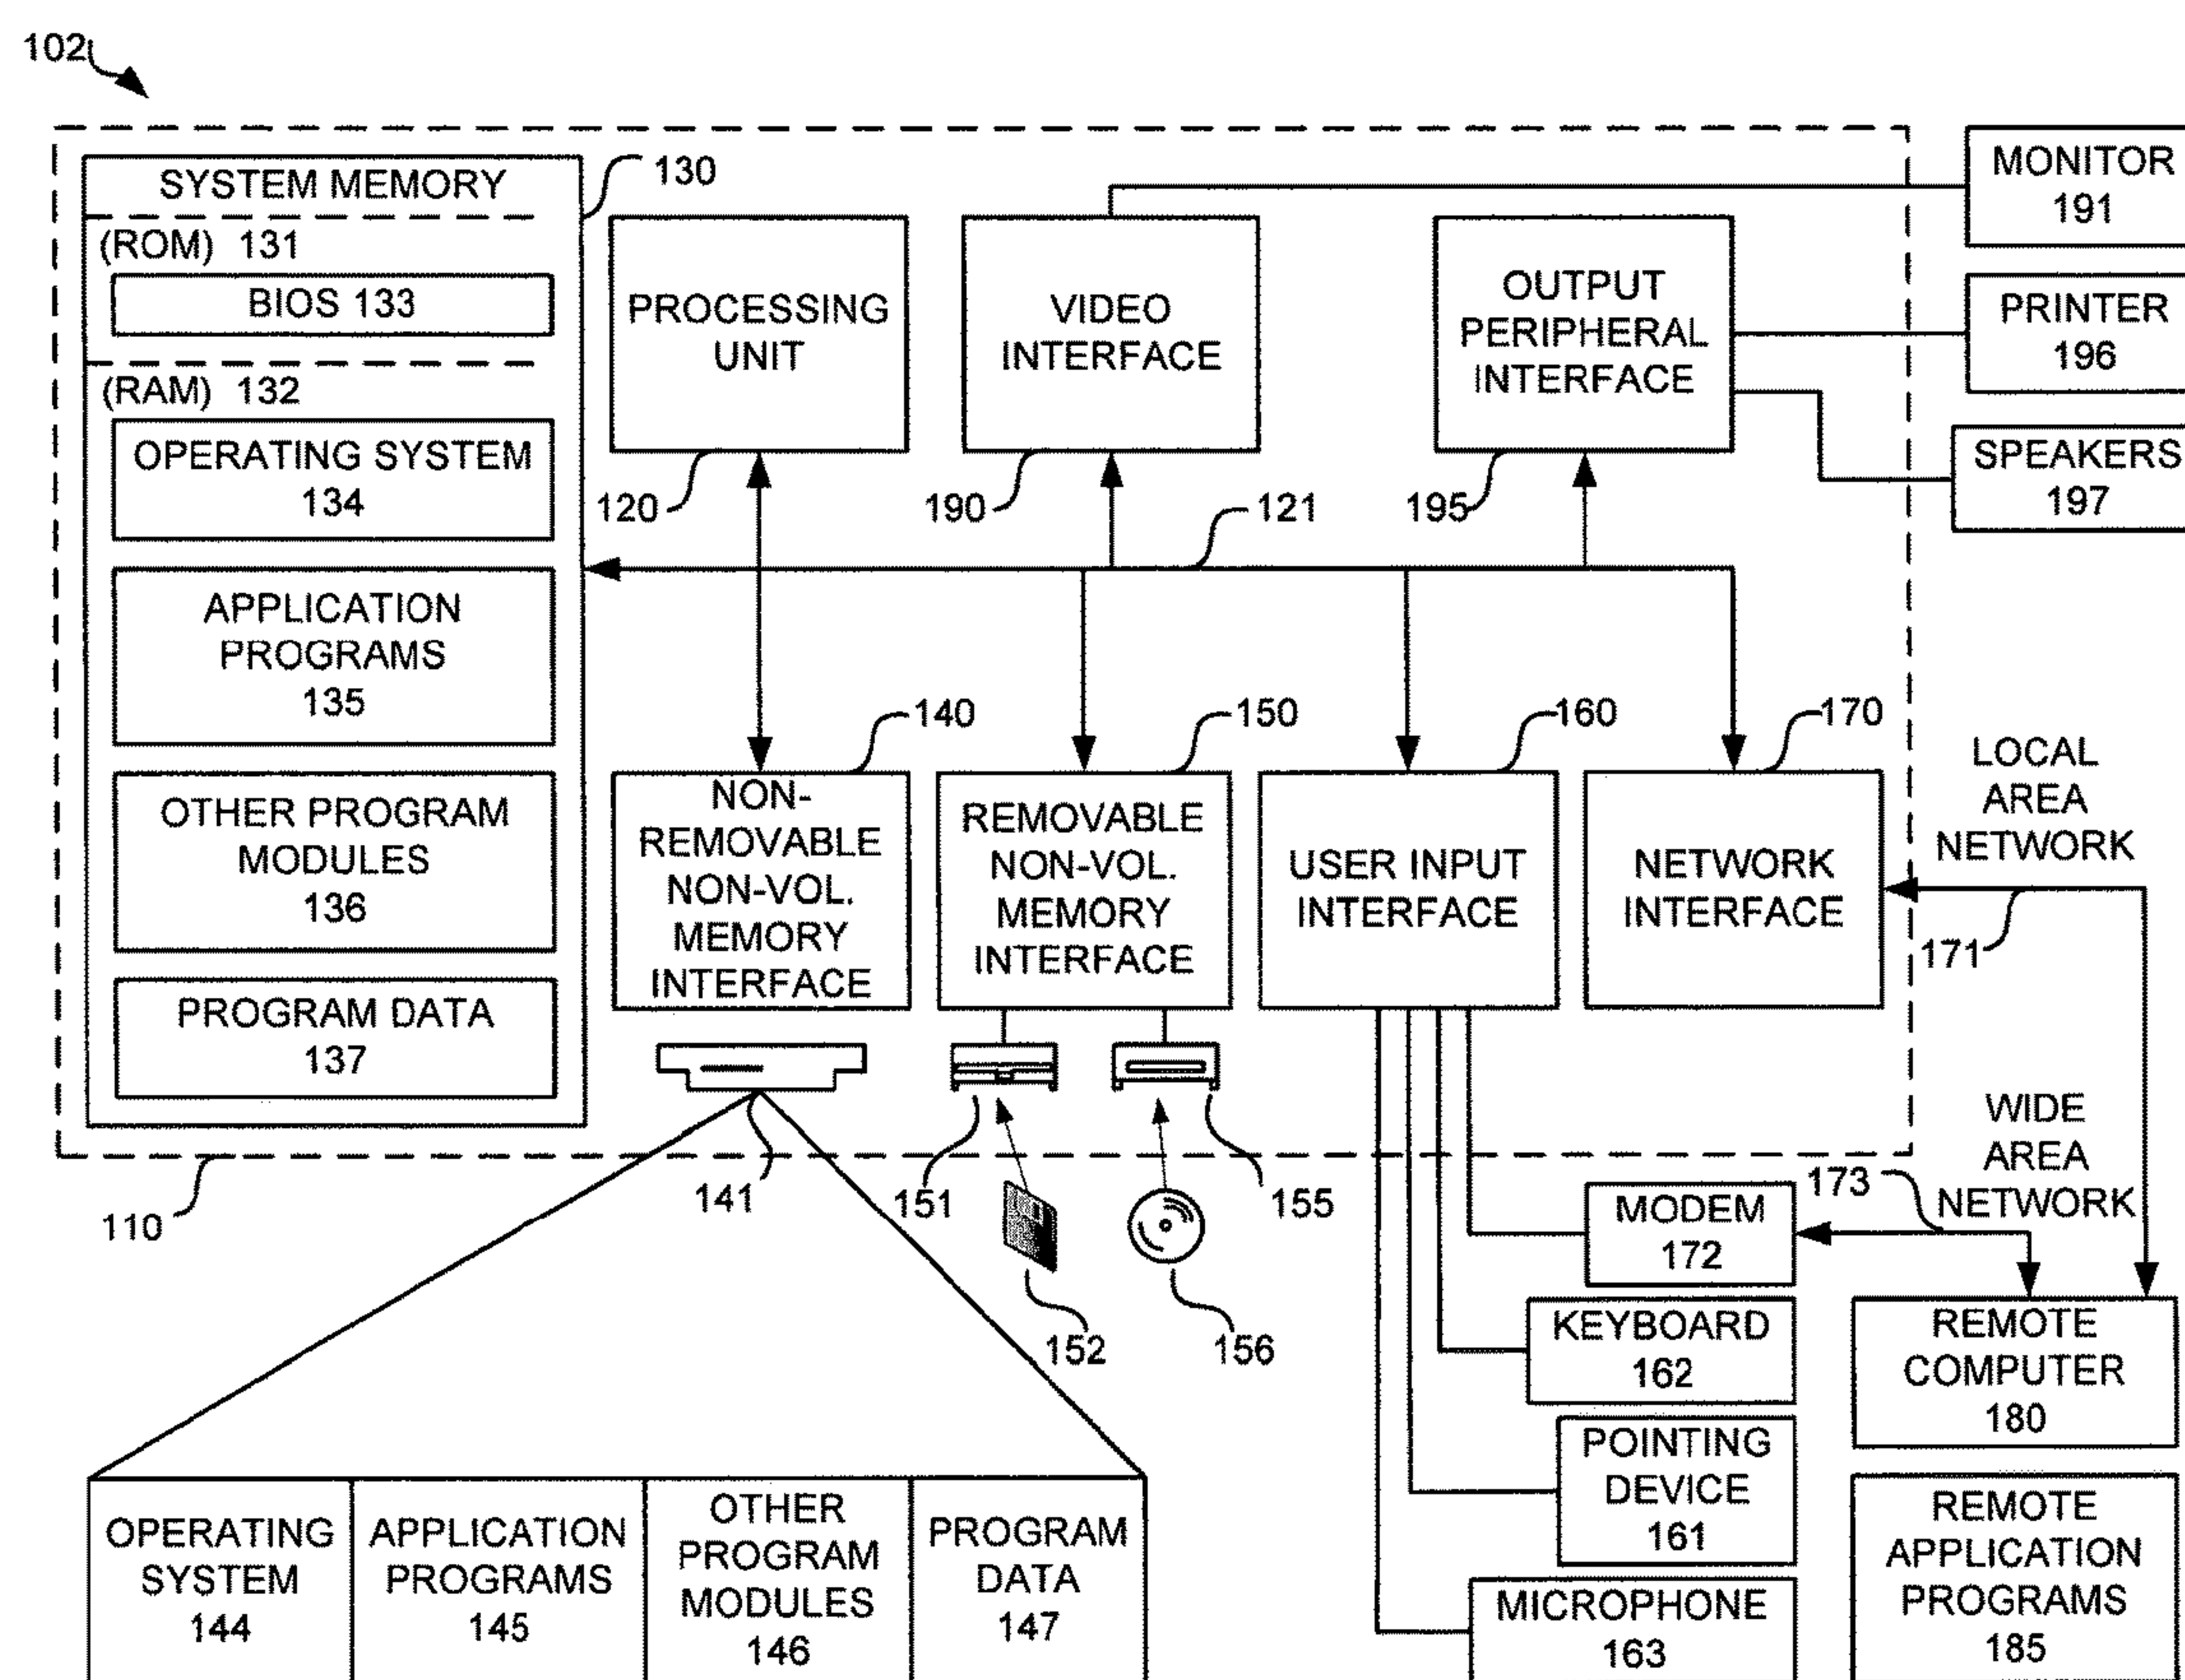 102
SYSTEM MEMORY
130
(ROM) 131
BIOS 133
(RAM) 132
OPERATING SYSTEM
134
APPLICATION
PROGRAMS
135
OTHER PROGRAM
MODULES
136
PROGRAM DATA
137
PROCESSING
UNIT
120
VIDEO
INTERFACE
190
121
OUTPUT
PERIPHERAL
INTERFACE
195
MONITOR
191
PRINTER
196
SPEAKERS
197
140
NON-
REMOVABLE
NON-VOL.
MEMORY
INTERFACE
150
REMOVABLE
NON-VOL.
MEMORY
INTERFACE
160
USER INPUT
INTERFACE
170
NETWORK
INTERFACE
LOCAL
AREA
NETWORK
171
110
141
151
152
155
156
WIDE
AREA
NETWORK
173
MODEM
172
KEYBOARD
162
POINTING
DEVICE
161
MICROPHONE
163
REMOTE
COMPUTER
180
REMOTE
APPLICATION
PROGRAMS
185
OPERATING
SYSTEM
144
APPLICATION
PROGRAMS
145
OTHER
PROGRAM
MODULES
146
PROGRAM
DATA
147